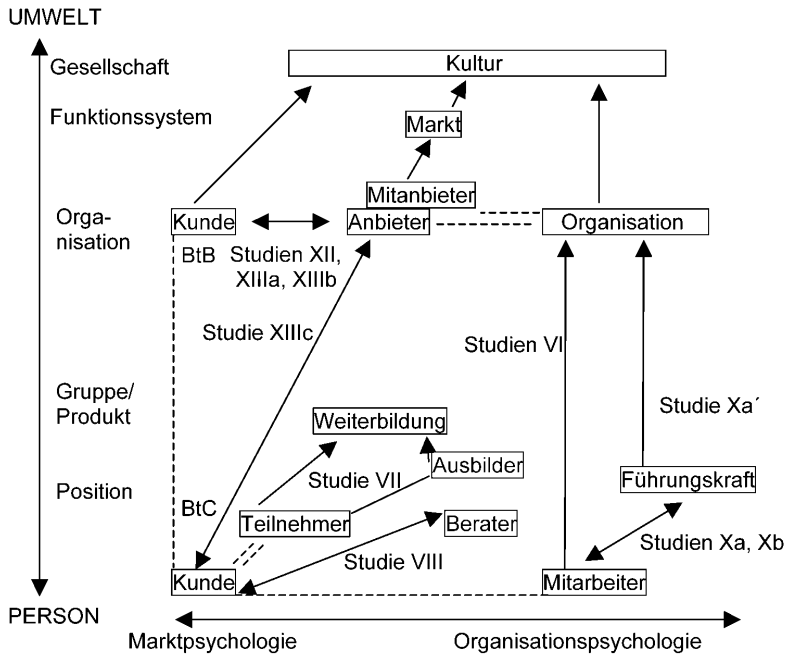 UMWELT
Gesellschaft
Kultur
Funktionssystem
Markt
Mitanbieter
Orga-
nisation
Kunde
Anbieter
Organisation
BtB
Studien XII,
XIIIa, XIIIb
Studie XIIIc
Studien VI
Gruppe/
Produkt
Weiterbildung
Studie Xa´
Position
Studie VII
Ausbilder
Führungskraft
BtC
Teilnehmer
Berater
Studien Xa, Xb
Studie VIII
Kunde
Mitarbeiter
PERSON
Marktpsychologie
Organisationspsychologie